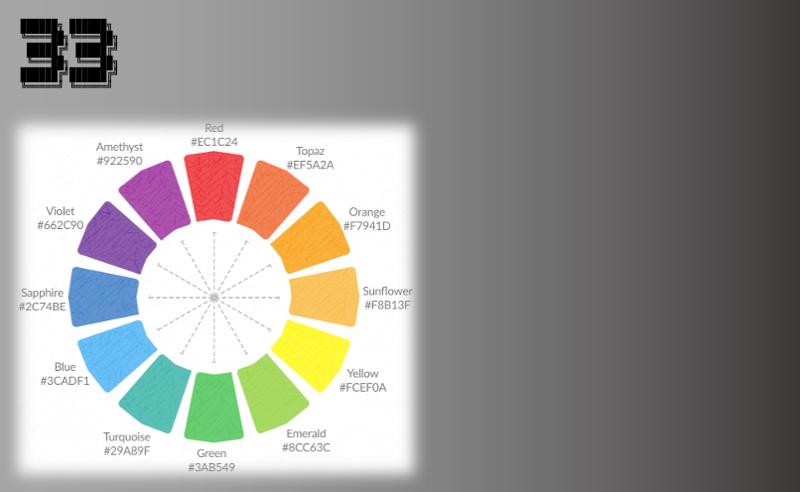 33
Red
#EC1C24
Topaz
#EF5A2A
Orange
#F7941D
Sunflower
#F8B13F
Yellow
#FCEF0A
Emerald
#8CC63C
Green
#3AB549
Turquoise
#29A89F
Blue
#3CADF1
Sapphire
#2C74BE
Violet
#662C90
Amethyst
#922590